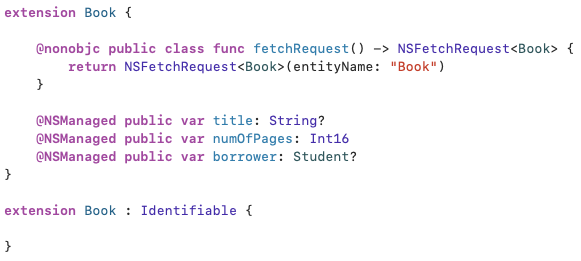 extension Book {
@nonobjc public class func fetchRequest() -> NSFetchRequest<Book> {
return NSFetchRequest<Book>(entityName: "Book")
}
@NSManaged public var title: String?
@NSManaged public var numOfPages: Int16
@NSManaged public var borrower: Student?
}
extension Book : Identifiable {
}